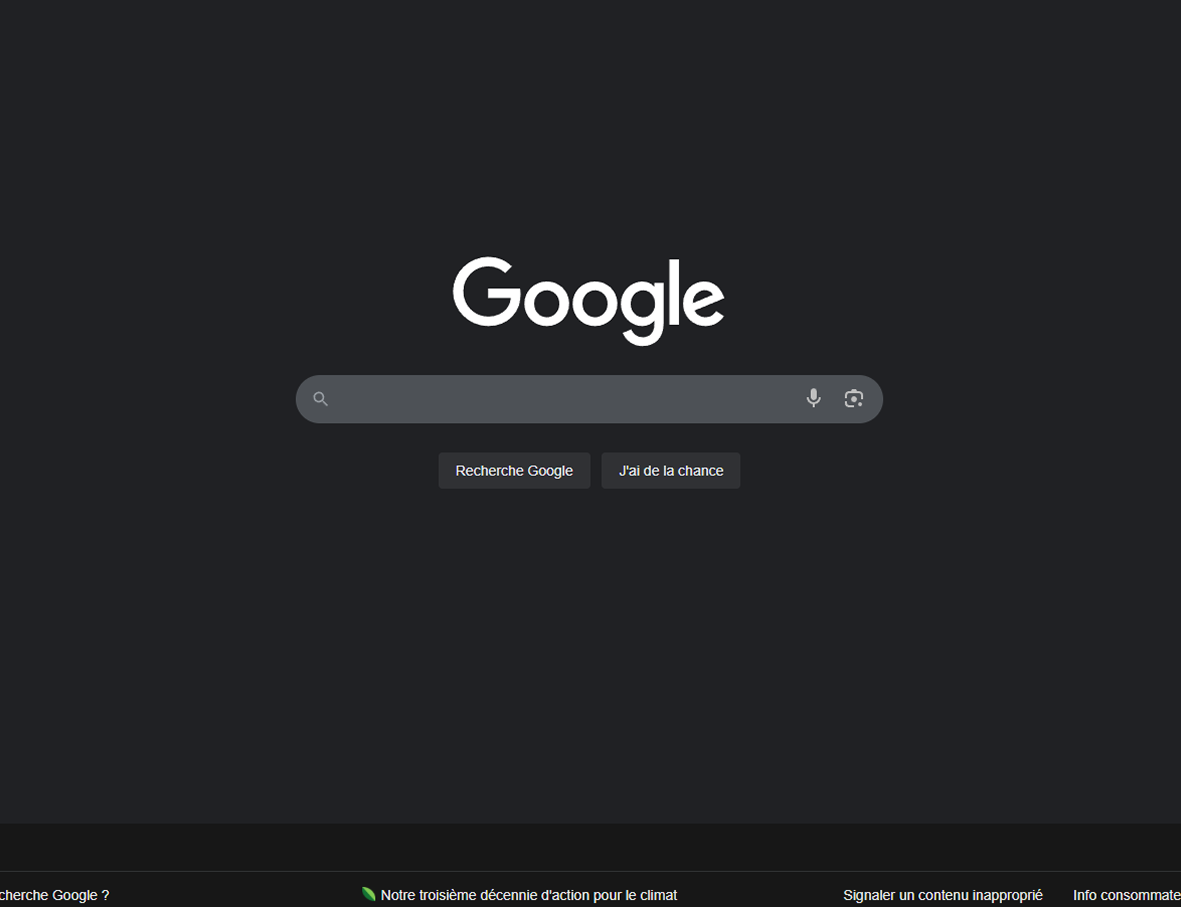 Google
Recherche Google
J'ai de la chance
cherche Google ?
Notre troisième décennie d'action pour le climat
Signaler un contenu inapproprié
Info consommate